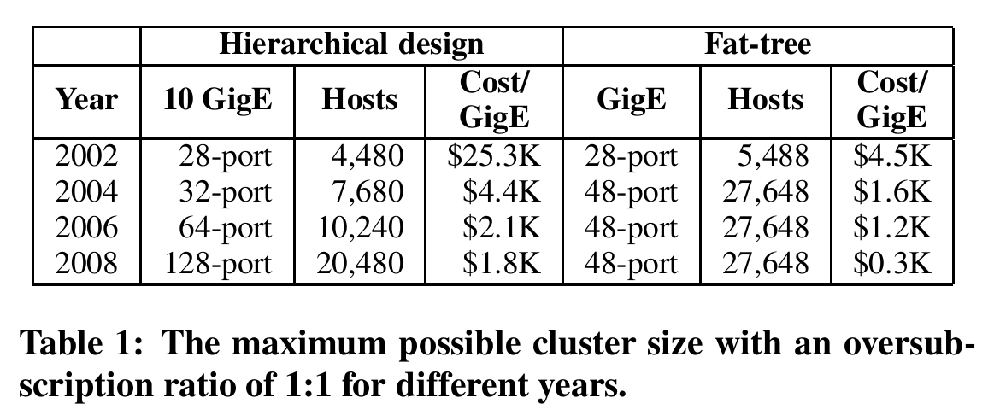 Hierarchical design Fat-tree
Year 10 GigE Hosts Cost/ GigE GigE Hosts Cost/ GigE
2002 28-port 4,480 $25.3K 28-port 5,488 $4.5K
2004 32-port 7,680 $4.4K 48-port 27,648 $1.6K
2006 64-port 10,240 $2.1K 48-port 27,648 $1.2K
2008 128-port 20,480 $1.8K 48-port 27,648 $0.3K
Table 1: The maximum possible cluster size with an oversub-
scription ratio of 1:1 for different years.